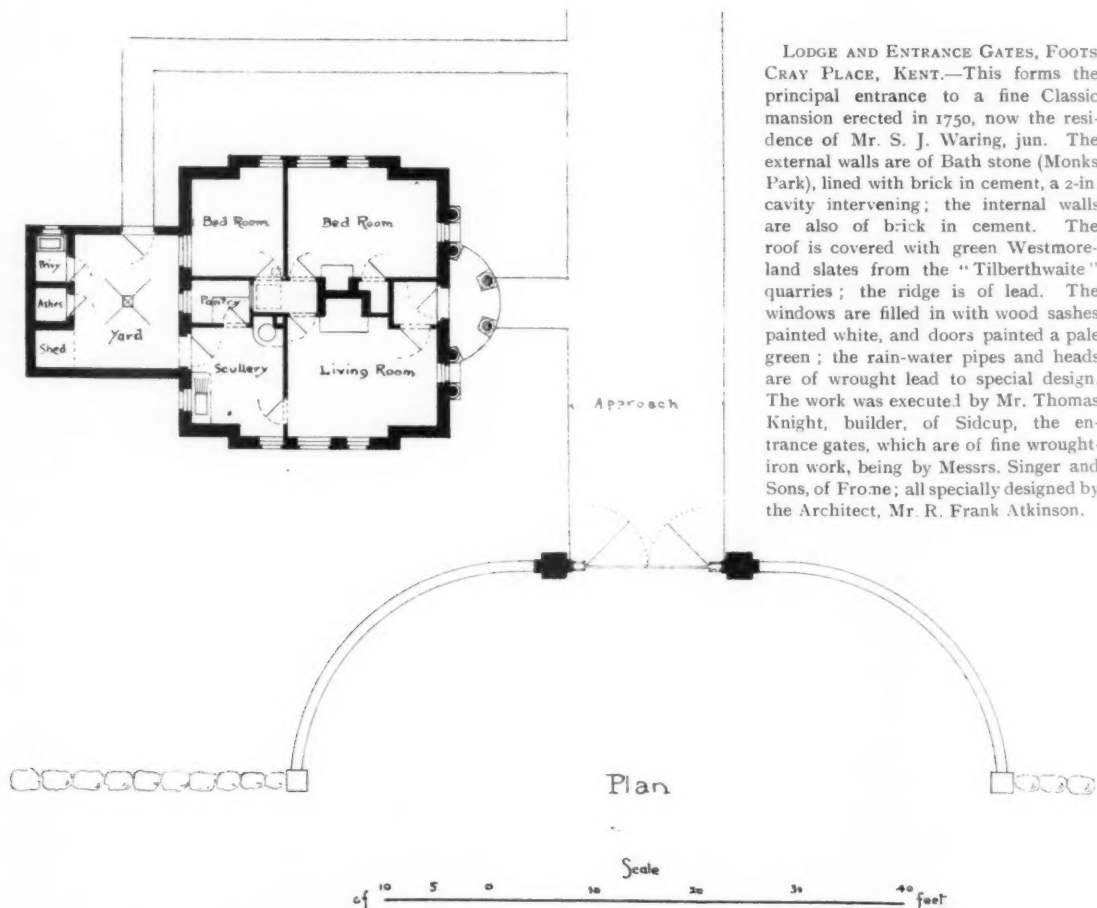 LODGE AND ENTRANCE GATES, FOOTS
CRAY PLACE, KENT.—This forms the
principal entrance to a fine Classic
mansion erected in 1750, now the resi-
dence of Mr. S. J. Waring, jun. The
external walls are of Bath stone (Monks
Park), lined with brick in cement, a 2-in
cavity intervening; the internal walls
are also of brick in cement. The
roof is covered with green Westmore-
land slates from the "Tilberthwaite"
quarries; the ridge is of lead. The
windows are filled in with wood sashes
painted white, and doors painted a pale
green; the rain-water pipes and heads
are of wrought lead to special design.
The work was executed by Mr. Thomas
Knight, builder, of Sidcup, the en-
trance gates, which are of fine wrought-
iron work, being by Messrs. Singer and
Sons, of Frome; all specially designed by
the Architect, Mr. R. Frank Atkinson.
Bed Room
Bed Room
Privy
Ashes
Shed
Yard
Pantry
Scullery
Living Room
Approach
Plan
Scale
of 10 5 0 10 20 30 40 feet